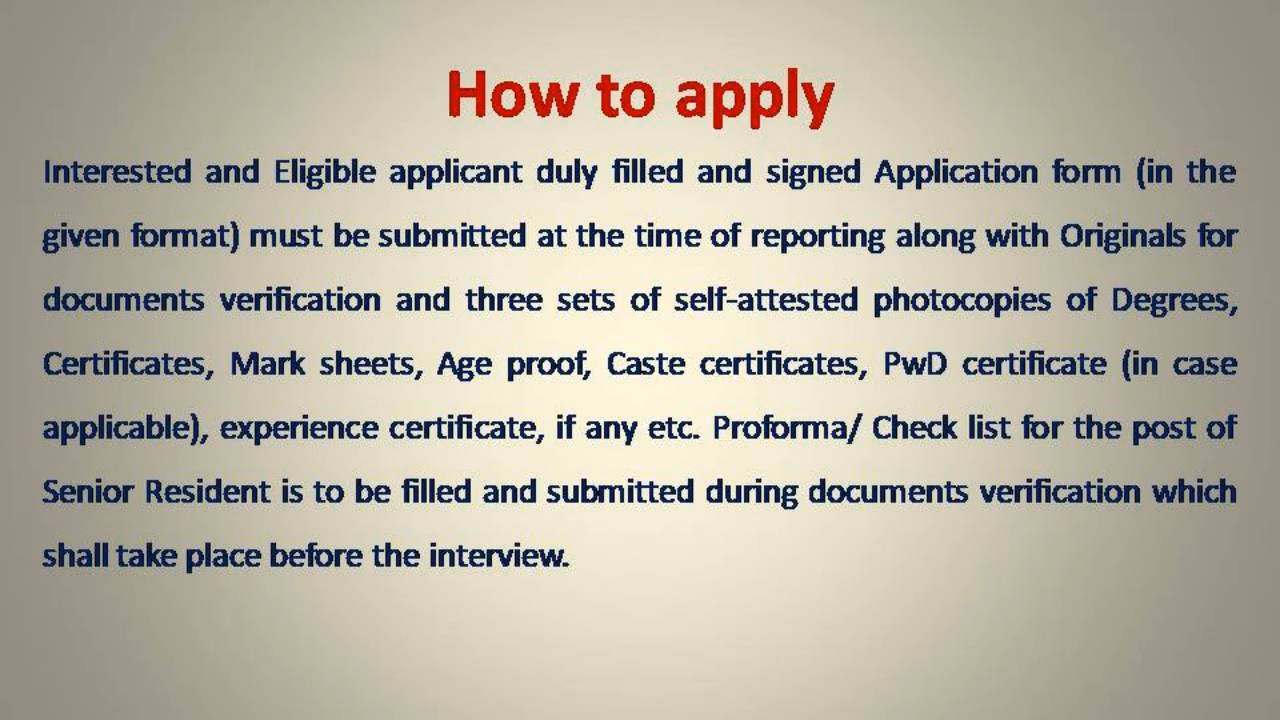 How to apply
Interested and Eligible applicant duly filled and signed Application form (in the
given format) must be submitted at the time of reporting along with Originals for
documents verification and three sets of self-attested photocopies of Degrees,
Certificates, Mark sheets, Age proof, Caste certificates, PwD certificate (in case
applicable), experience certificate, if any etc. Proforma/ Check list for the post of
Senior Resident is to be filled and submitted during documents verification which
shall take place before the interview.